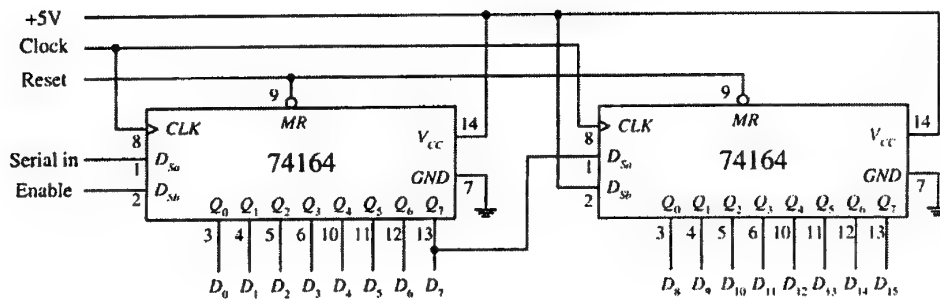 +5V
Clock
Reset
9 9
MR MR
CLK 14 CLK 14
8 V_CC 8 V_CC
Serial in D_Sa 74164 D_Sa 74164
1 1
Enable D_Sb GND 7 D_Sb GND 7
2 2
Q_0 Q_1 Q_2 Q_3 Q_4 Q_5 Q_6 Q_7 Q_0 Q_1 Q_2 Q_3 Q_4 Q_5 Q_6 Q_7
3 4 5 6 10 11 12 13 3 4 5 6 10 11 12 13
D_0 D_1 D_2 D_3 D_4 D_5 D_6 D_7 D_8 D_9 D_10 D_11 D_12 D_13 D_14 D_15